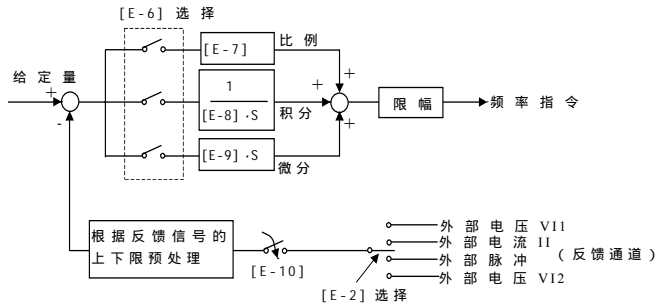 [E-6] 选择
[E-7]
比例
给定量
+
-
1
[E-8]·S
积分
[E-9]·S
微分
+
+
+
限幅
频率指令
根据反馈信号的
上下限预处理
[E-10]
[E-2] 选择
外部电压 VI1
外部电流 II
外部脉冲
外部电压 VI2
(反馈通道)